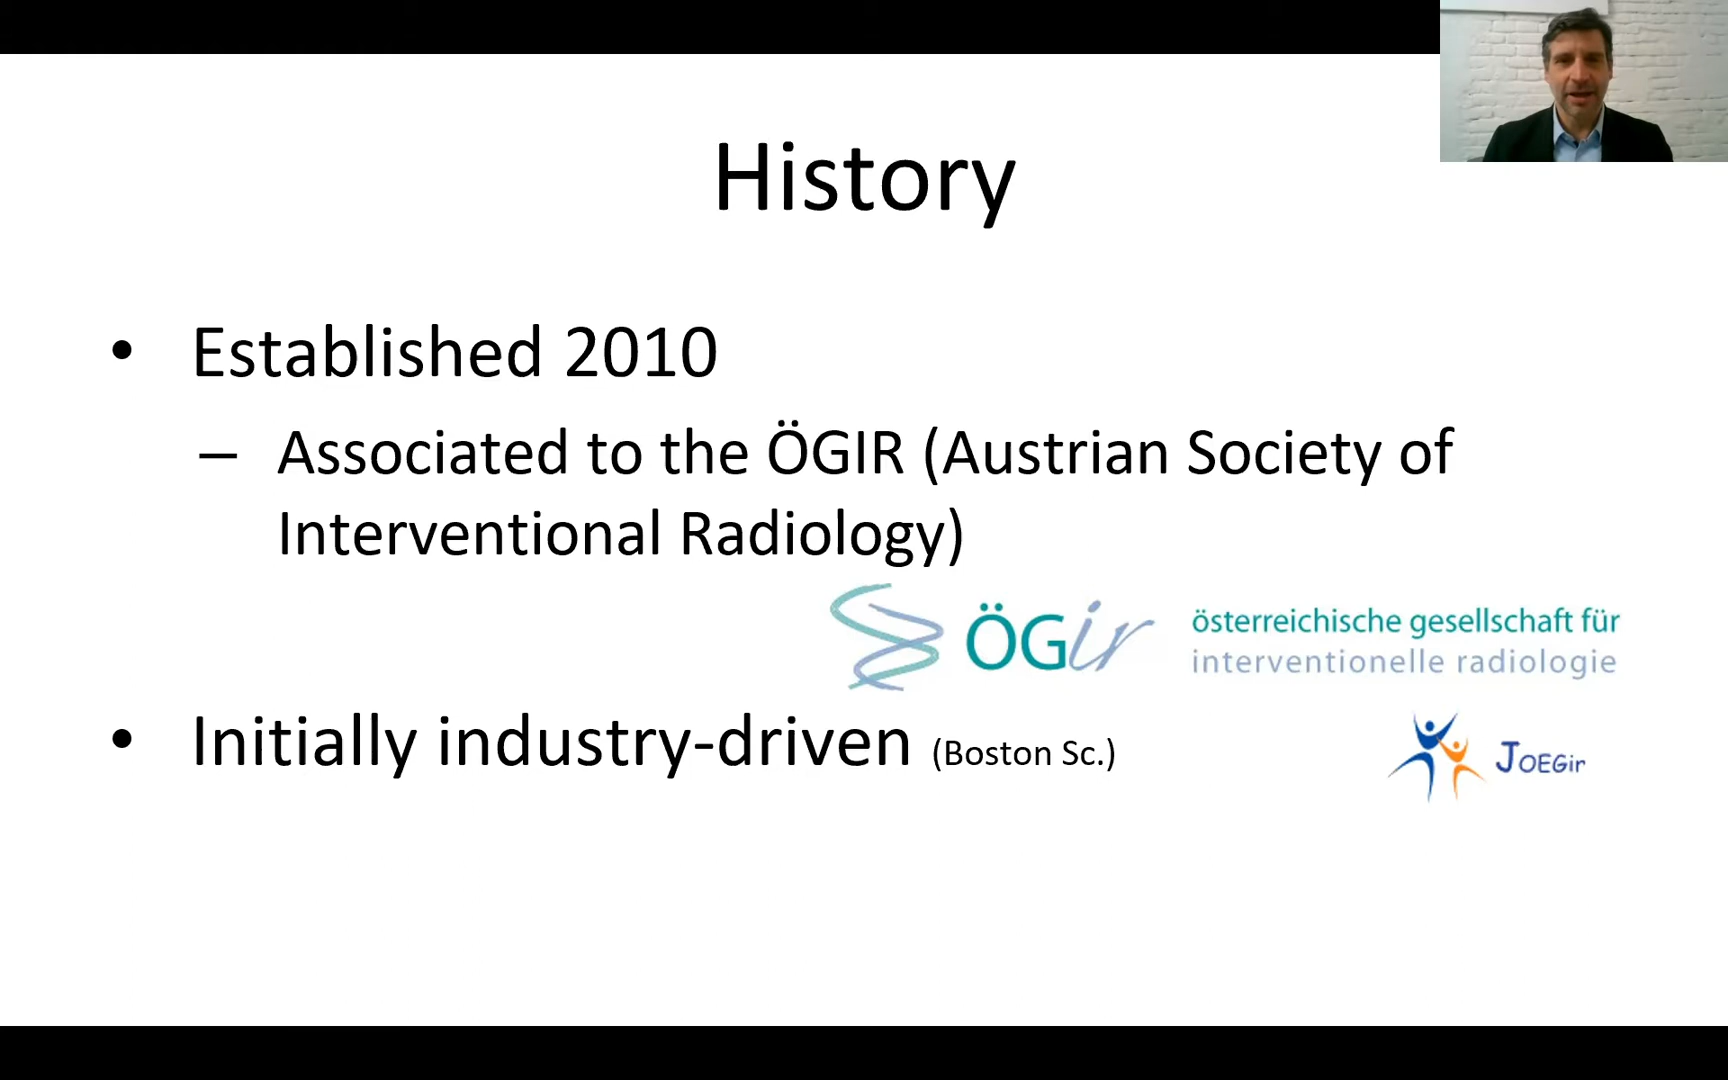 History
• Established 2010
– Associated to the ÖGIR (Austrian Society of
Interventional Radiology)
ÖGir österreichische gesellschaft für
interventionelle radiologie
• Initially industry-driven (Boston Sc.)
JOEGir